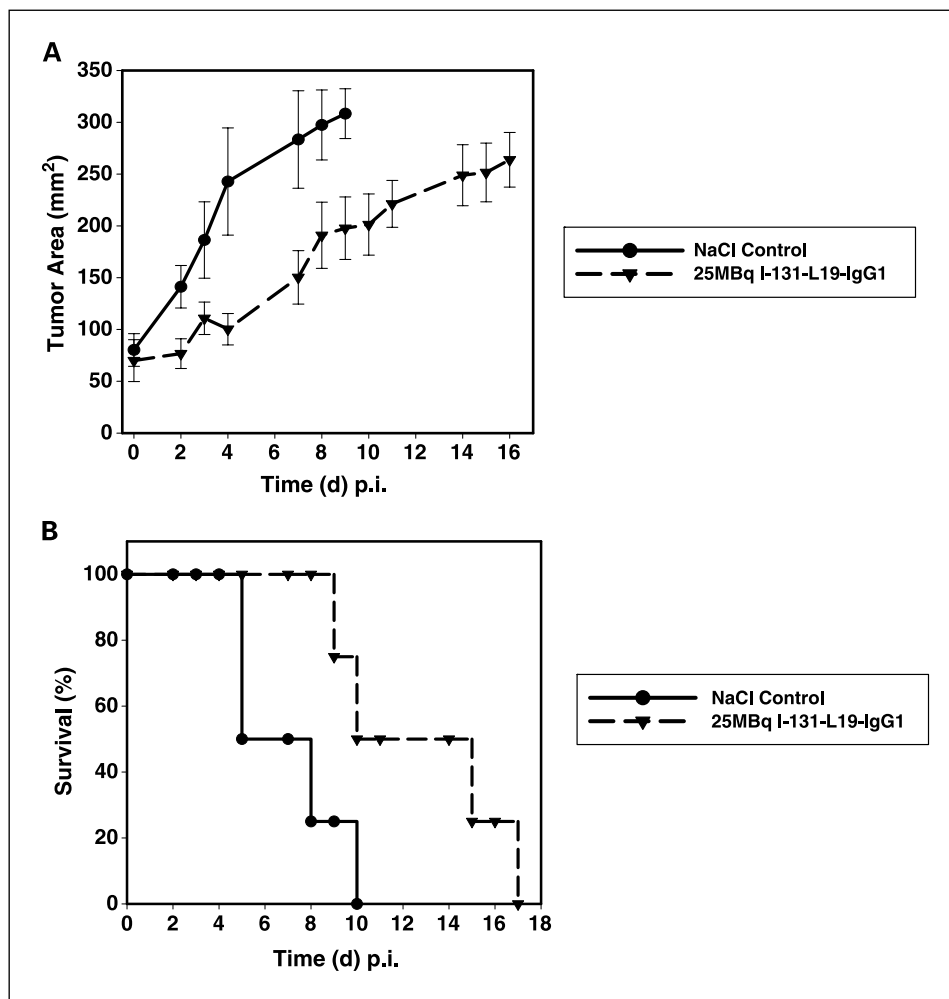 A
350
300
250
200
150
100
50
0
Tumor Area (mm²)
0 2 4 6 8 10 12 14 16
Time (d) p.i.
NaCl Control
25MBq I-131-L19-IgG1
B
100
80
60
40
20
0
Survival (%)
0 2 4 6 8 10 12 14 16 18
Time (d) p.i.
NaCl Control
25MBq I-131-L19-IgG1